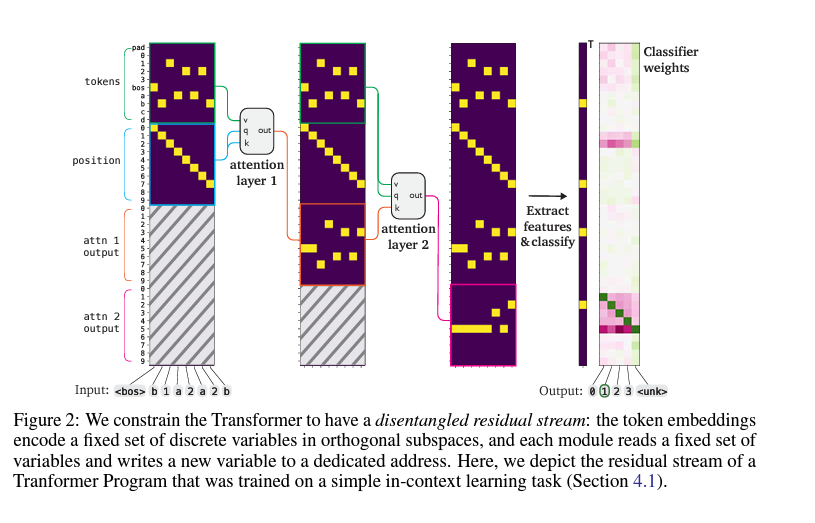 tokens
pad
0
1
2
3
bos
a
b
c
d
position
0
1
2
3
4
5
6
7
8
9
attn 1
output
0
1
2
3
4
5
6
7
8
9
attn 2
output
0
1
2
3
4
5
6
7
8
9
v
q out
k
attention
layer 1
v
q out
k
attention
layer 2
Extract
features
& classify
T
Classifier
weights
Input: <bos> b 1 a 2 a 2 b
Output: 0 1 2 3 <unk>
Figure 2: We constrain the Transformer to have a disentangled residual stream: the token embeddings
encode a fixed set of discrete variables in orthogonal subspaces, and each module reads a fixed set of
variables and writes a new variable to a dedicated address. Here, we depict the residual stream of a
Tranformer Program that was trained on a simple in-context learning task (Section 4.1).